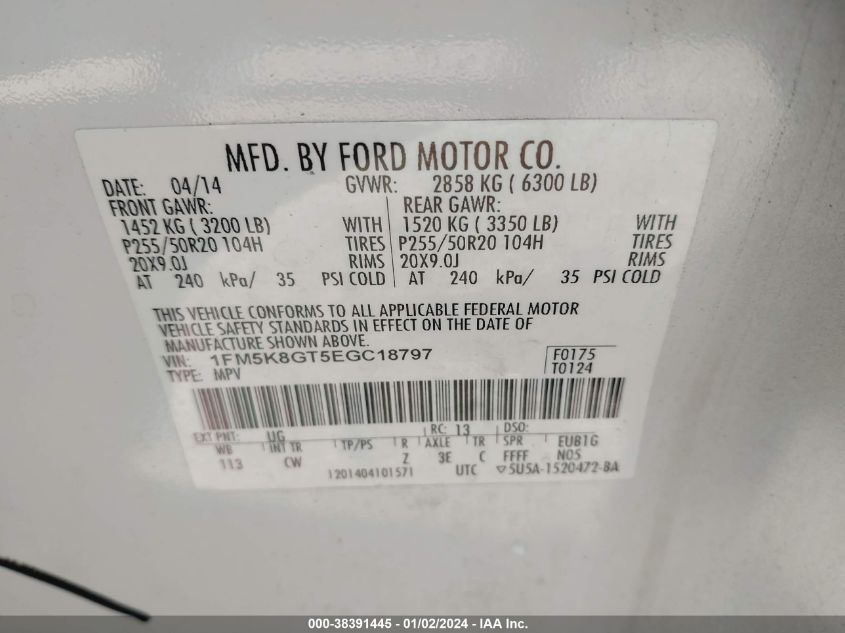 MFD. BY FORD MOTOR CO.
DATE: 04/14 GVWR: 2858 KG ( 6300 LB)
FRONT GAWR: REAR GAWR:
1452 KG ( 3200 LB) WITH 1520 KG ( 3350 LB) WITH
P255/50R20 104H TIRES P255/50R20 104H TIRES
20X9.0J RIMS 20X9.0J RIMS
AT 240 kPa/ 35 PSI COLD AT 240 kPa/ 35 PSI COLD
THIS VEHICLE CONFORMS TO ALL APPLICABLE FEDERAL MOTOR
VEHICLE SAFETY STANDARDS IN EFFECT ON THE DATE OF
MANUFACTURE SHOWN ABOVE.
VIN: 1FM5K8GT5EGC18797 F0175
TYPE: MPV T0124
EXT PNT: UG RC: 13 DSO:
WB INT TR TP/PS R AXLE TR SPR EUB1G
113 CW Z 3E C FFFF N05
1201404101571 UTC ▽5U5A-1520472-BA
000-38391445 - 01/02/2024 - IAA Inc.